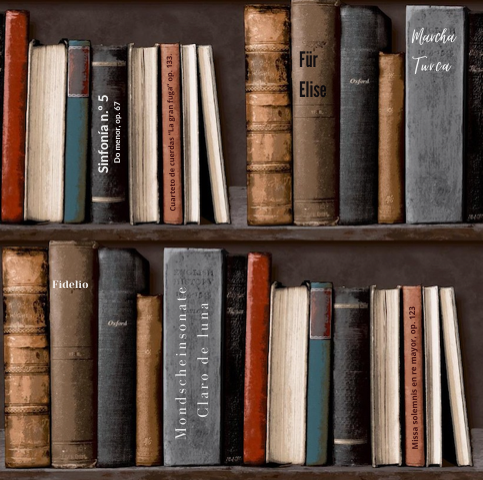 Sinfonía n.º 5
Do menor, op. 67
Cuarteto de cuerdas "La gran fuga" op. 133
Für
Elise
Oxford
Marcha
Turca
Fidelio
Oxford
Mondscheinsonate
Claro de luna
Missa solemnis en re mayor, op. 123